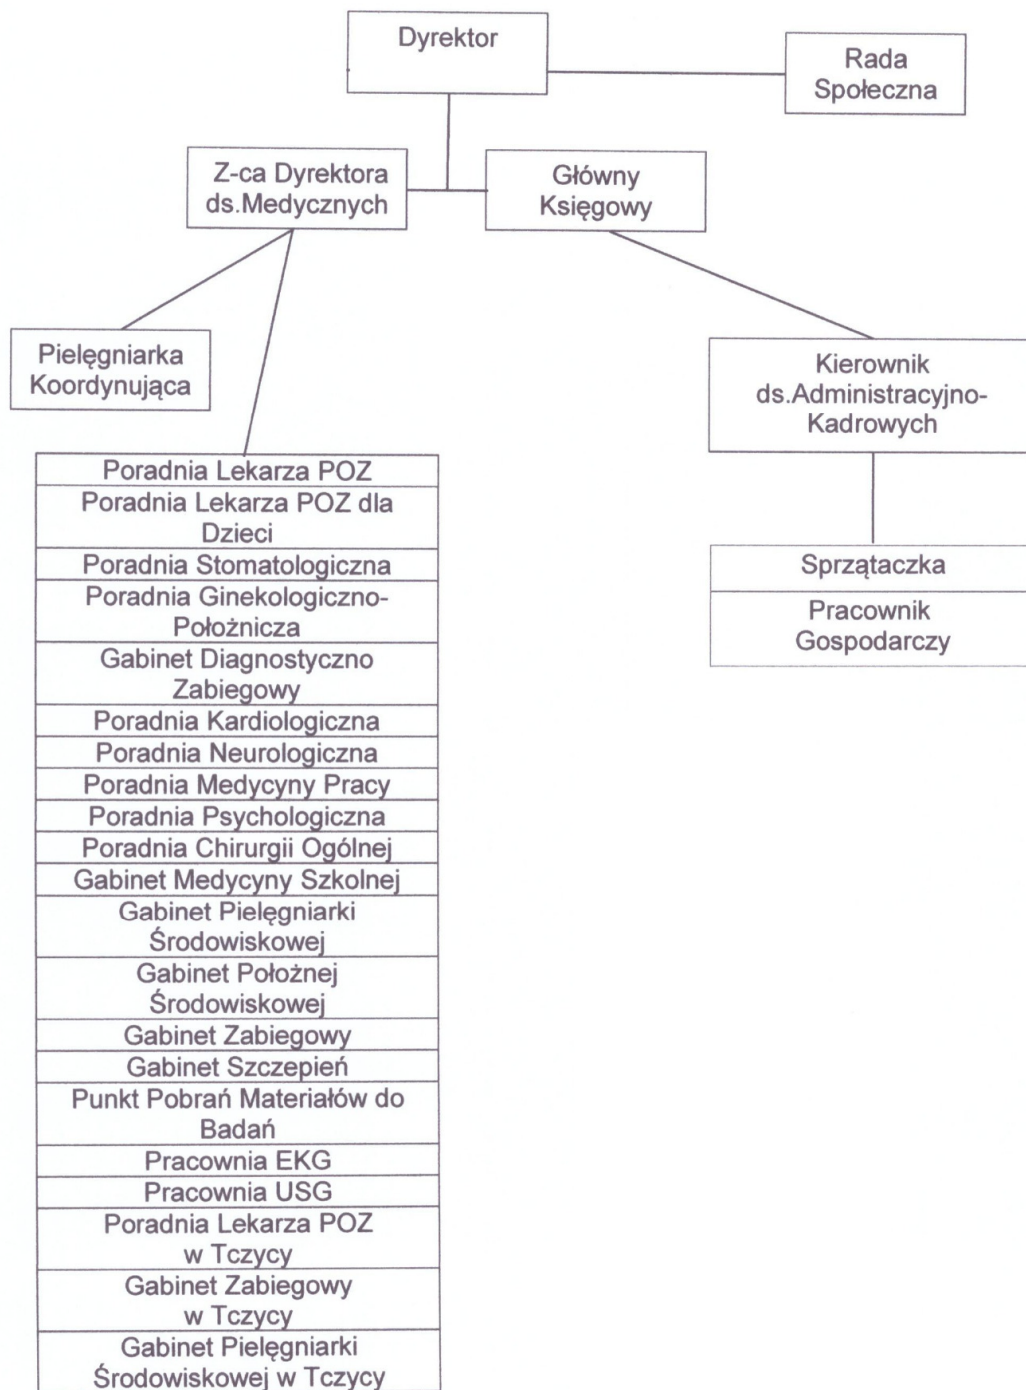 Dyrektor
Rada
Społeczna
Z-ca Dyrektora
ds.Medycznych
Główny
Księgowy
Pielęgniarka
Koordynująca
Kierownik
ds.Administracyjno-
Kadrowych
Poradnia Lekarza POZ
Poradnia Lekarza POZ dla
Dzieci
Poradnia Stomatologiczna
Poradnia Ginekologiczno-
Położnicza
Gabinet Diagnostyczno
Zabiegowy
Poradnia Kardiologiczna
Poradnia Neurologiczna
Poradnia Medycyny Pracy
Poradnia Psychologiczna
Poradnia Chirurgii Ogólnej
Gabinet Medycyny Szkolnej
Gabinet Pielęgniarki
Środowiskowej
Gabinet Położnej
Środowiskowej
Gabinet Zabiegowy
Gabinet Szczepień
Punkt Pobrań Materiałów do
Badań
Pracownia EKG
Pracownia USG
Poradnia Lekarza POZ
w Tczycy
Gabinet Zabiegowy
w Tczycy
Gabinet Pielęgniarki
Środowiskowej w Tczycy
Sprzątaczka
Pracownik
Gospodarczy